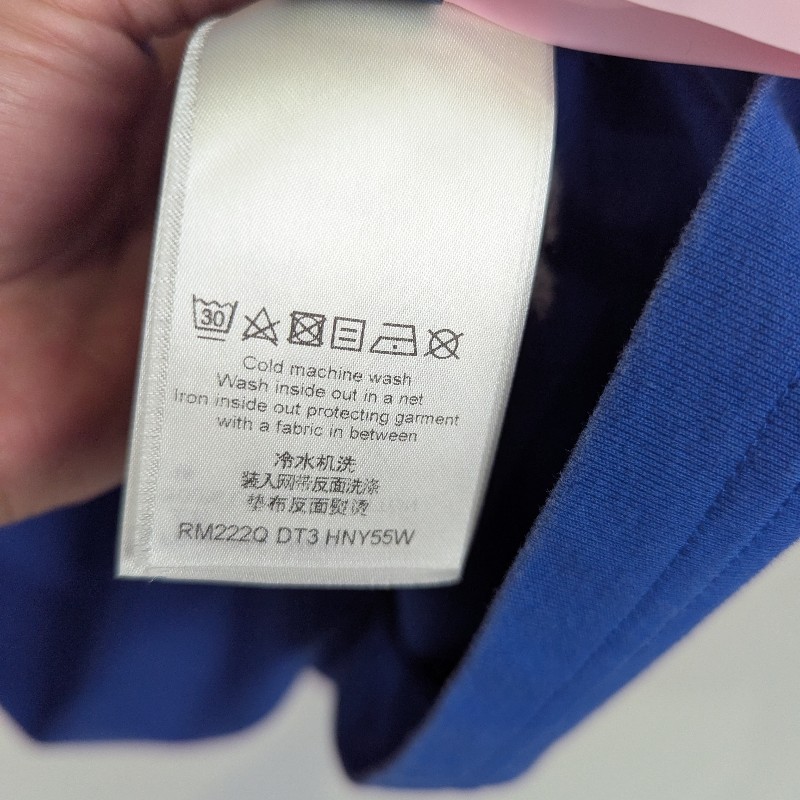 30
Cold machine wash
Wash inside out in a net
Iron inside out protecting garment
with a fabric in between
冷水机洗
装入网带反面洗涤
垫布反面熨烫
RM222Q DT3 HNY55W